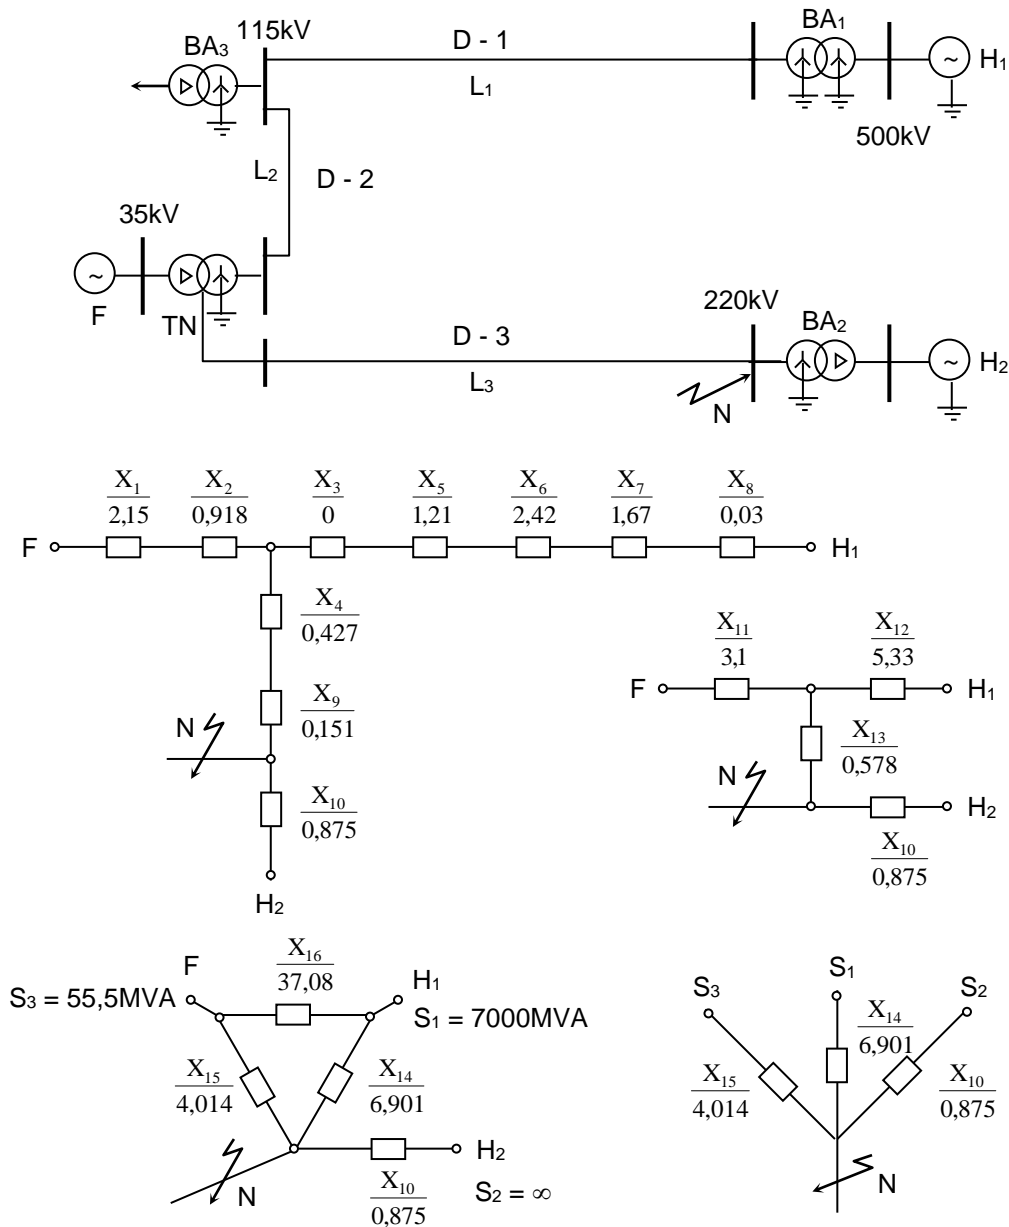 BA3 115kV D - 1 BA1
~ H1
L1
500kV
L2 D - 2
35kV
~ 220kV
F TN D - 3 BA2
~ H2
L3
N
X1 X2 X3 X5 X6 X7 X8
2,15 0,918 0 1,21 2,42 1,67 0,03
F H1
X4
0,427
X9
0,151
N
X10
0,875
H2
X11 X12
3,1 5,33
F H1
X13
0,578
N
H2
X10
0,875
X16
37,08
F H1
S3 = 55,5MVA
S1 = 7000MVA
X15 X14
4,014 6,901
H2
N
X10
0,875
S2 = ∞
S3 S1 S2
X14
6,901
X15 X10
4,014 0,875
N